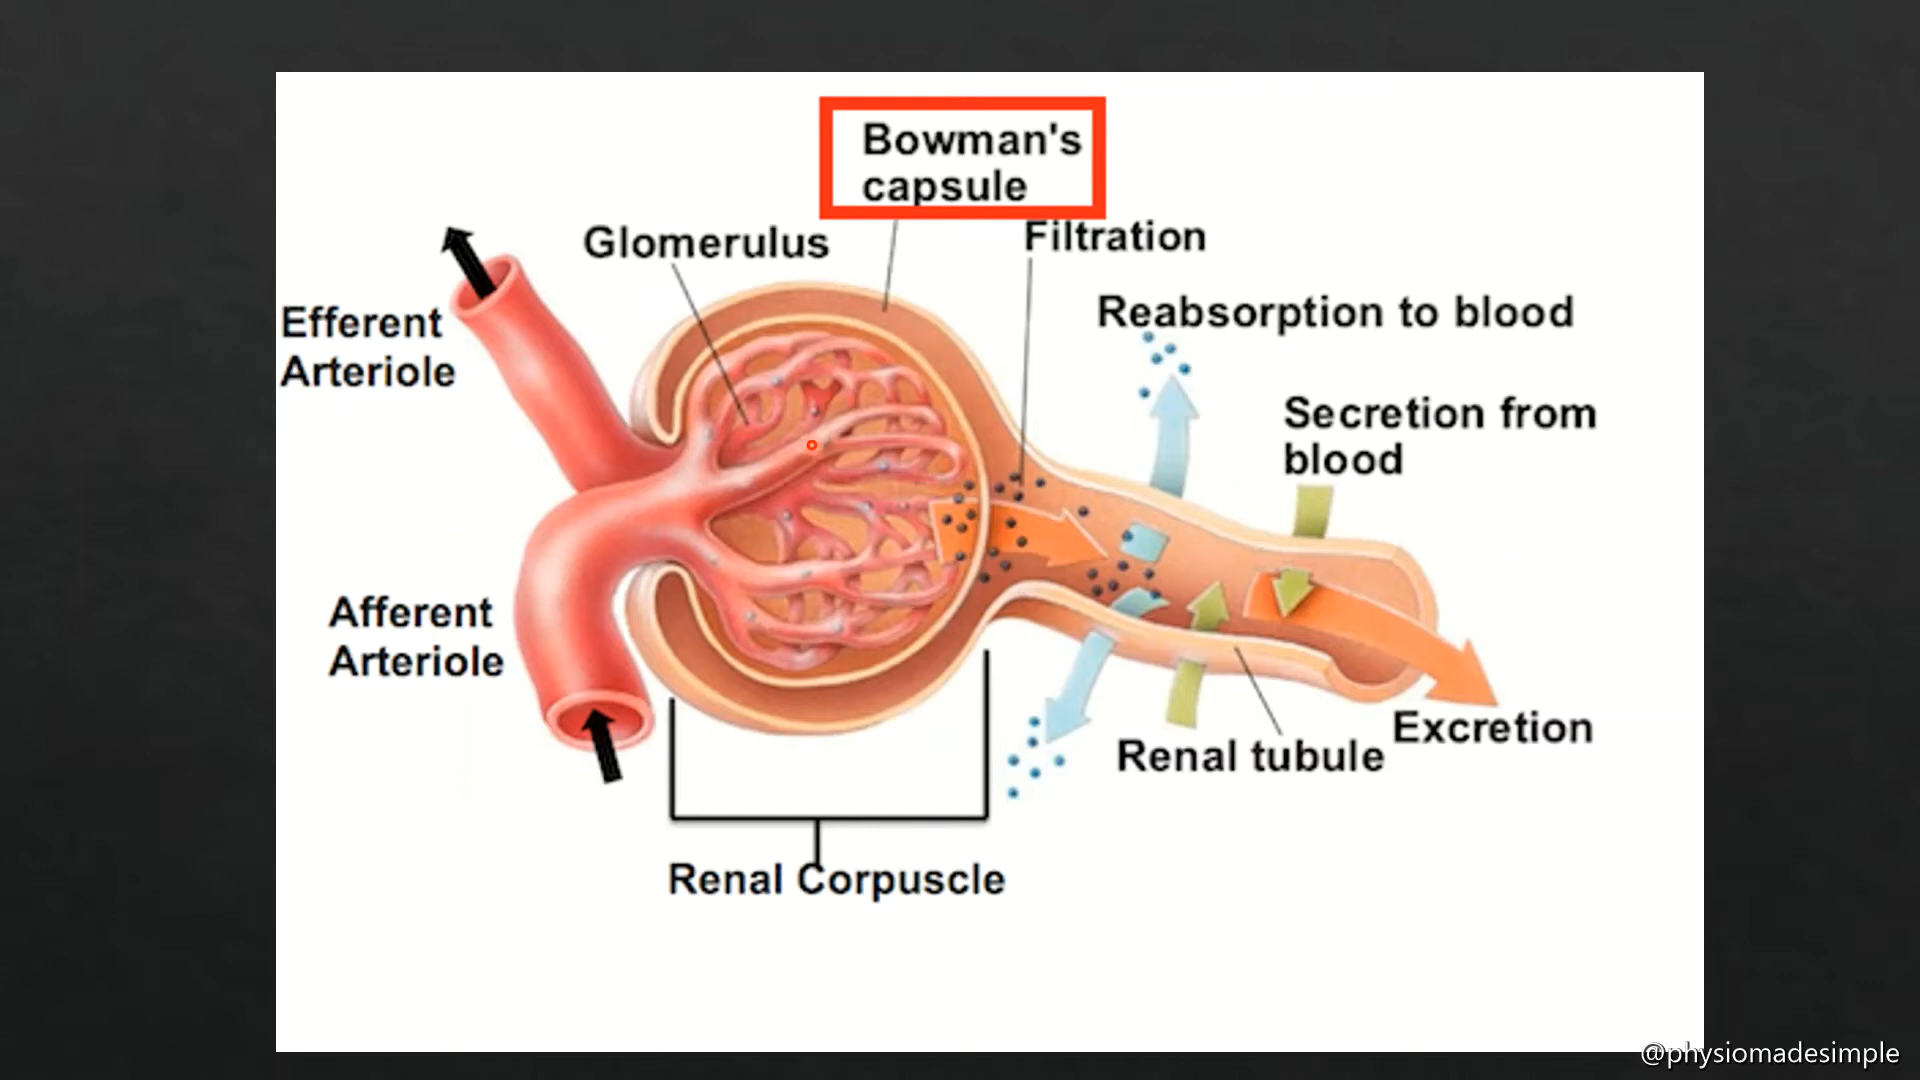 Bowman's
capsule
Glomerulus
Filtration
Efferent
Arteriole
Reabsorption to blood
Secretion from
blood
Afferent
Arteriole
Renal tubule
Excretion
Renal Corpuscle
@physiomadesimple